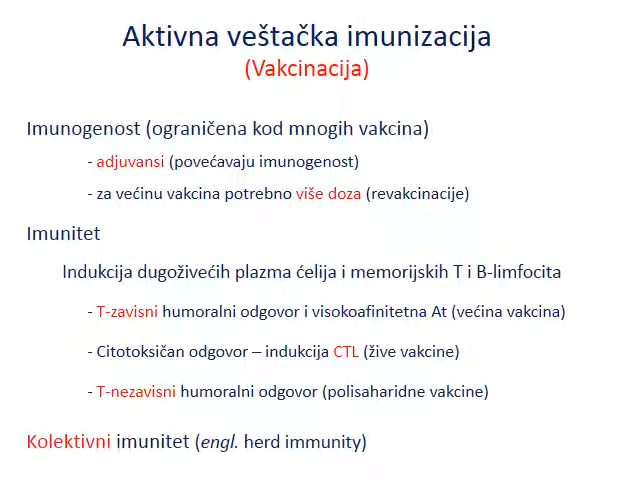 Aktivna veštačka imunizacija
(Vakcinacija)
Imunogenost (ograničena kod mnogih vakcina)
- adjuvansi (povećavaju imunogenost)
- za većinu vakcina potrebno više doza (revakcinacije)
Imunitet
Indukcija dugoživećih plazma ćelija i memorijskih T i B-limfocita
- T-zavisni humoralni odgovor i visokoafinitetna At (većina vakcina)
- Citotoksičan odgovor – indukcija CTL (žive vakcine)
- T-nezavisni humoralni odgovor (polisaharidne vakcine)
Kolektivni imunitet (engl. herd immunity)